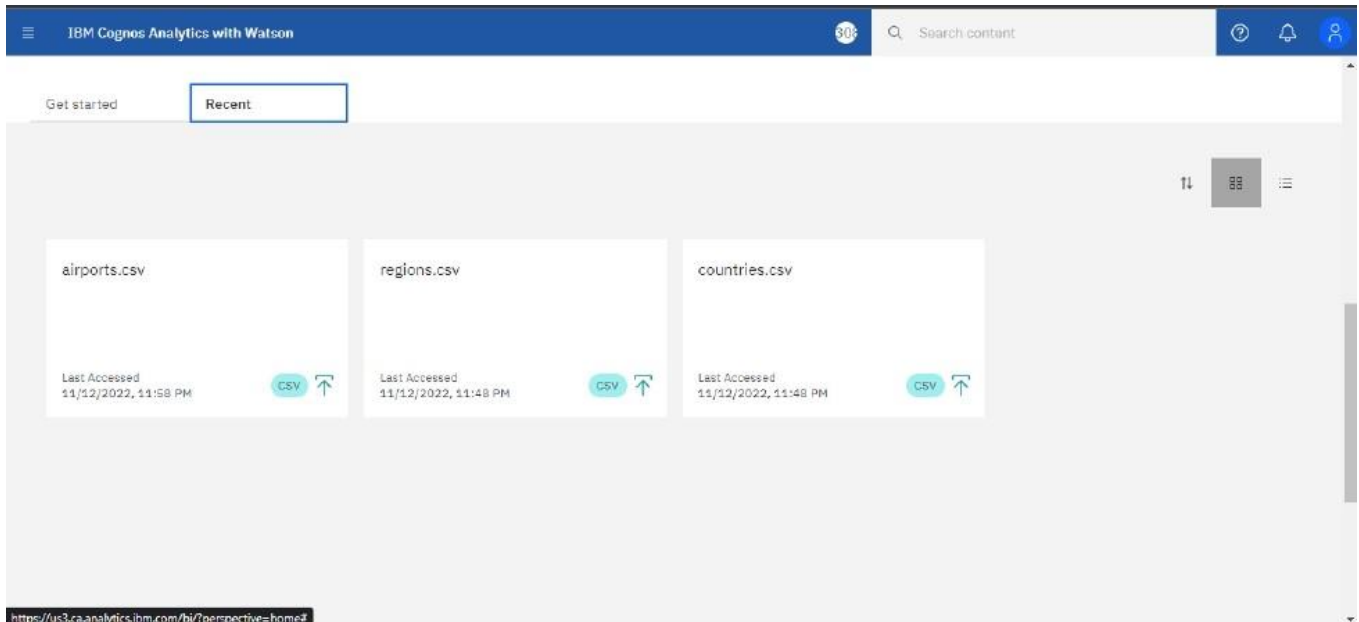 IBM Cognos Analytics with Watson
Search content
Get started
Recent
airports.csv
regions.csv
countries.csv
Last Accessed
11/12/2022, 11:58 PM
CSV
Last Accessed
11/12/2022, 11:48 PM
CSV
Last Accessed
11/12/2022, 11:48 PM
CSV
https://us3.ca.analytics.ibm.com/bi/?perspective=home#